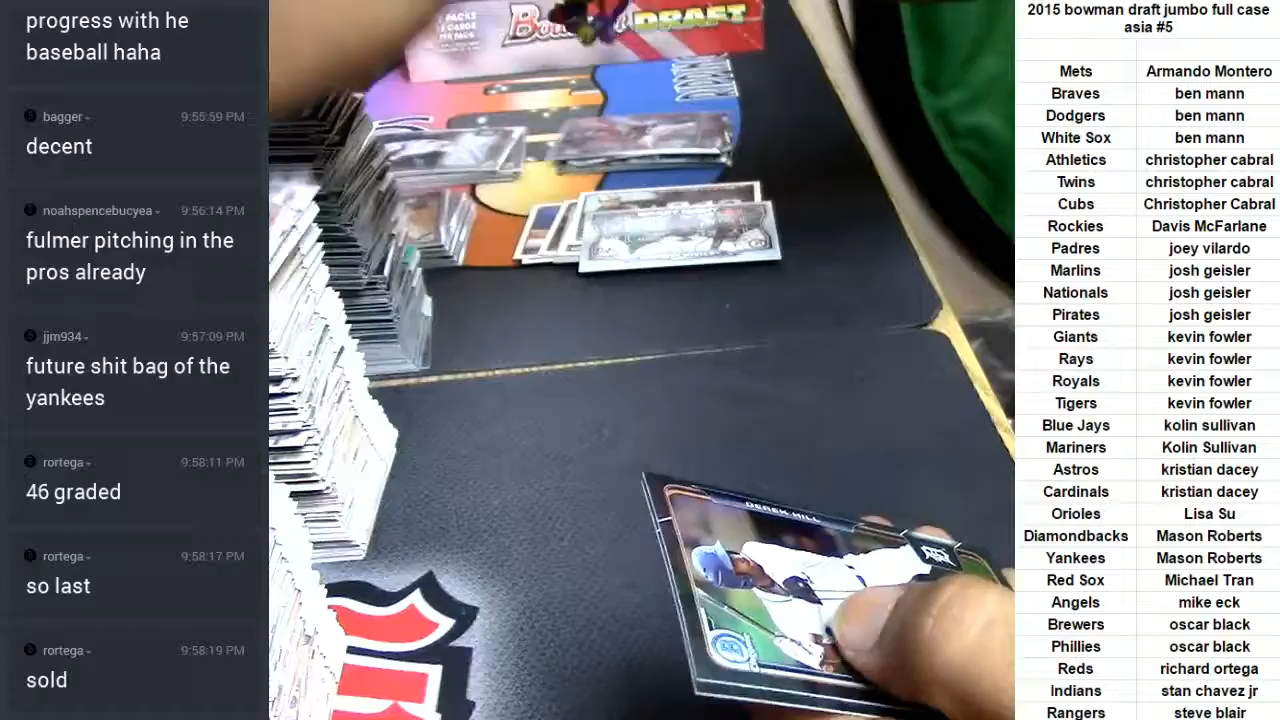 progress with he
baseball haha
bagger
9:55:59 PM
decent
noahspencebucyea
9:56:14 PM
fulmer pitching in the
pros already
jjm934
9:57:09 PM
future shit bag of the
yankees
rortega
9:58:11 PM
46 graded
rortega
9:58:17 PM
so last
rortega
9:58:19 PM
sold
PACKS
CARDS
DRAFT
DEREK HILL
2015 bowman draft jumbo full case
asia #5
Mets Armando Montero
Braves ben mann
Dodgers ben mann
White Sox ben mann
Athletics christopher cabral
Twins christopher cabral
Cubs Christopher Cabral
Rockies Davis McFarlane
Padres joey vilardo
Marlins josh geisler
Nationals josh geisler
Pirates josh geisler
Giants kevin fowler
Rays kevin fowler
Royals kevin fowler
Tigers kevin fowler
Blue Jays kolin sullivan
Mariners Kolin Sullivan
Astros kristian dacey
Cardinals kristian dacey
Orioles Lisa Su
Diamondbacks Mason Roberts
Yankees Mason Roberts
Red Sox Michael Tran
Angels mike eck
Brewers oscar black
Phillies oscar black
Reds richard ortega
Indians stan chavez jr
Rangers steve blair